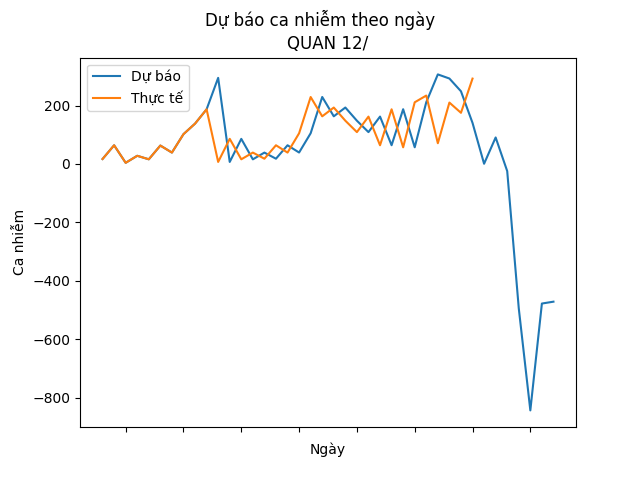 Dự báo ca nhiễm theo ngày
QUAN 12/
Dự báo
Thực tế
200
0
−200
−400
−600
−800
Ca nhiễm
Ngày